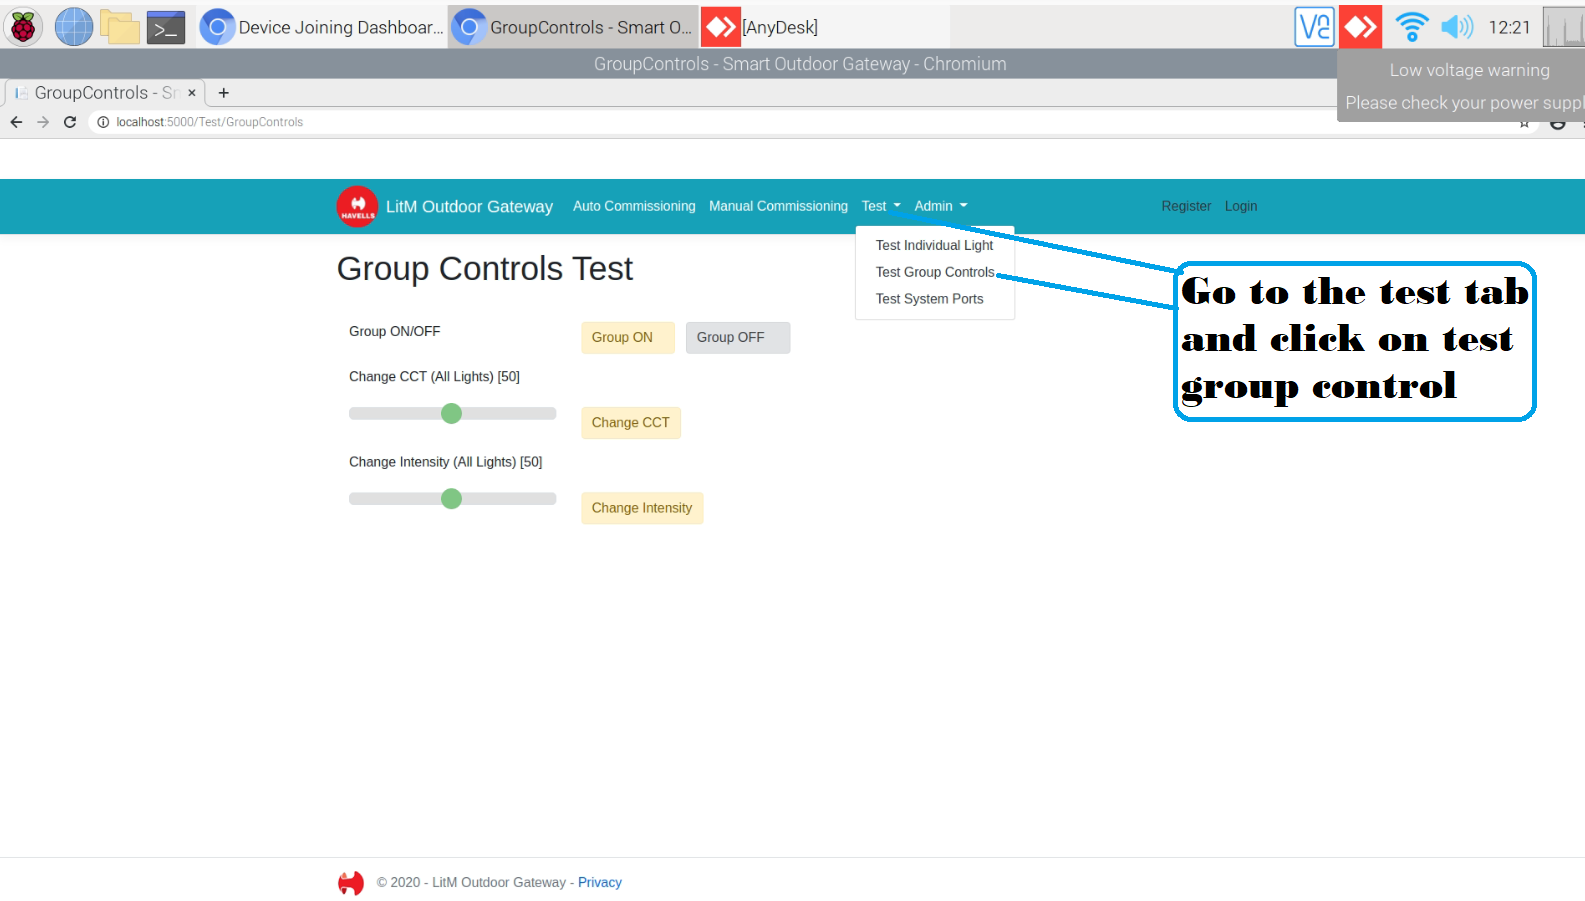 Device Joining Dashboar...
GroupControls - Smart O...
[AnyDesk]
12:21
GroupControls - Smart Outdoor Gateway - Chromium
Low voltage warning
Please check your power suppl
GroupControls - Sm
localhost:5000/Test/GroupControls
HAVELLS
LitM Outdoor Gateway
Auto Commissioning
Manual Commissioning
Test
Admin
Register
Login
Test Individual Light
Test Group Controls
Test System Ports
Go to the test tab
and click on test
group control
Group Controls Test
Group ON/OFF
Group ON
Group OFF
Change CCT (All Lights) [50]
Change CCT
Change Intensity (All Lights) [50]
Change Intensity
© 2020 - LitM Outdoor Gateway - Privacy